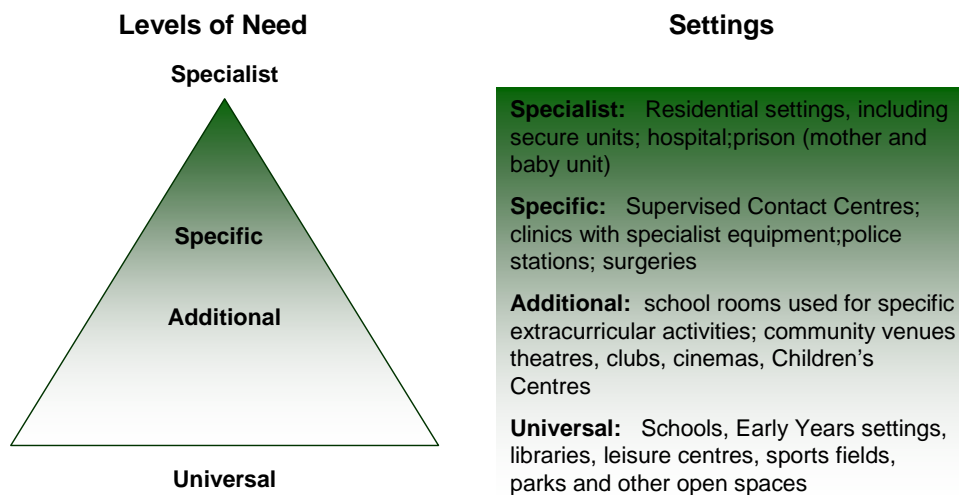 Levels of Need
Specialist
Specific
Additional
Universal
Settings
Specialist: Residential settings, including
secure units; hospital;prison (mother and
baby unit)
Specific: Supervised Contact Centres;
clinics with specialist equipment;police
stations; surgeries
Additional: school rooms used for specific
extracurricular activities; community venues
theatres, clubs, cinemas, Children’s
Centres
Universal: Schools, Early Years settings,
libraries, leisure centres, sports fields,
parks and other open spaces